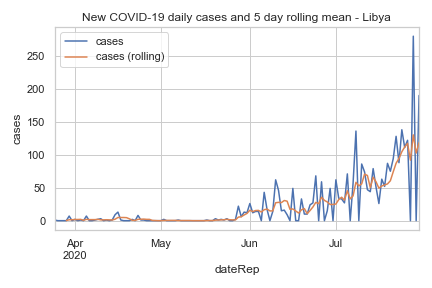 New COVID-19 daily cases and 5 day rolling mean - Libya
cases
cases (rolling)
250
200
150
100
50
0
cases
Apr
2020
May
Jun
Jul
dateRep